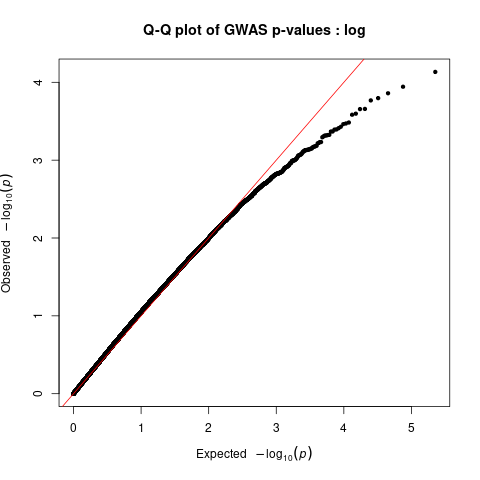 Q-Q plot of GWAS p-values : log
Observed −log₁₀(p)
4
3
2
1
0
0 1 2 3 4 5
Expected −log₁₀(p)